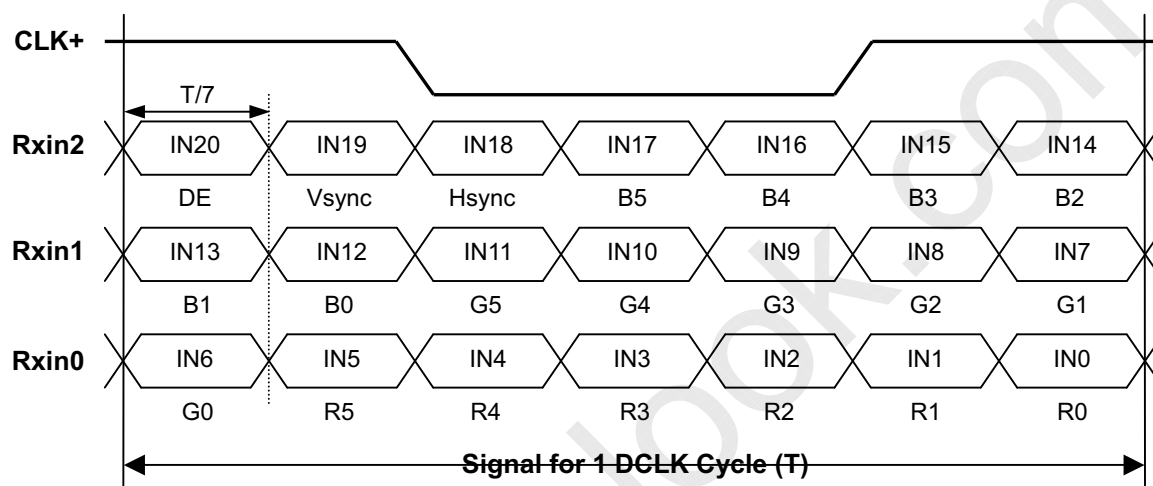 CLK+
T/7
Rxin2 IN20 IN19 IN18 IN17 IN16 IN15 IN14
DE Vsync Hsync B5 B4 B3 B2
Rxin1 IN13 IN12 IN11 IN10 IN9 IN8 IN7
B1 B0 G5 G4 G3 G2 G1
Rxin0 IN6 IN5 IN4 IN3 IN2 IN1 IN0
G0 R5 R4 R3 R2 R1 R0
Signal for 1 DCLK Cycle (T)
look.com